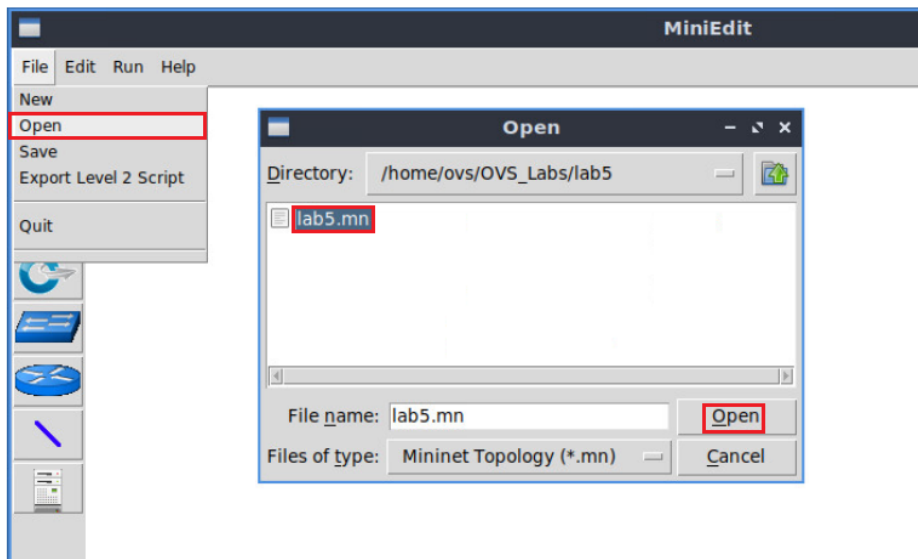 MiniEdit
File Edit Run Help
New
Open
Save
Export Level 2 Script
Quit
Open
Directory: /home/ovs/OVS_Labs/lab5
lab5.mn
File name: lab5.mn Open
Files of type: Mininet Topology (*.mn) Cancel